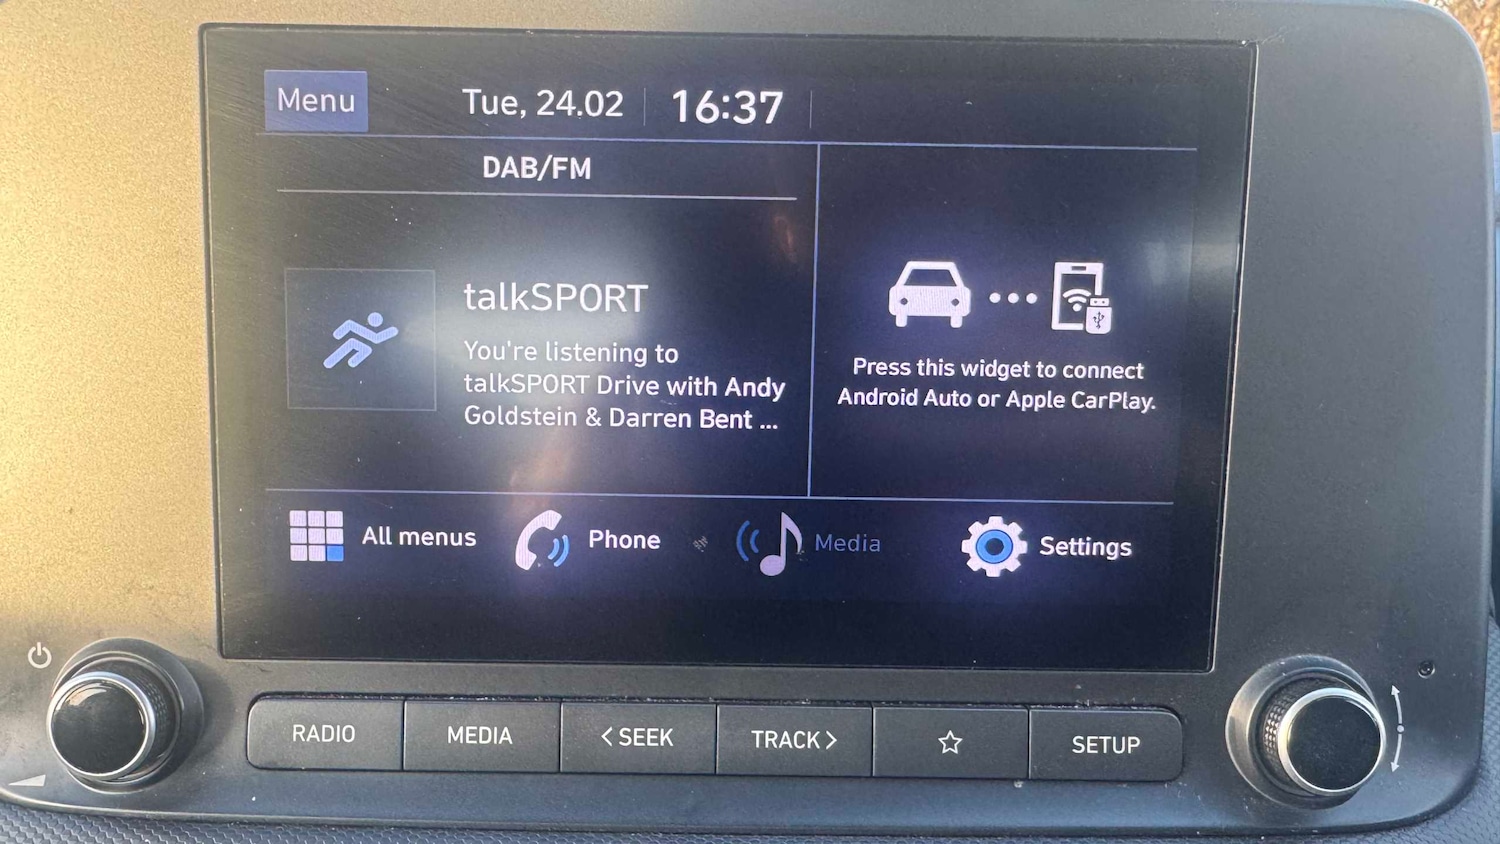 Menu
Tue, 24.02
16:37
DAB/FM
talkSPORT
You're listening to
talkSPORT Drive with Andy
Goldstein & Darren Bent ...
Press this widget to connect
Android Auto or Apple CarPlay.
All menus
Phone
Media
Settings
RADIO
MEDIA
<SEEK
TRACK>
SETUP